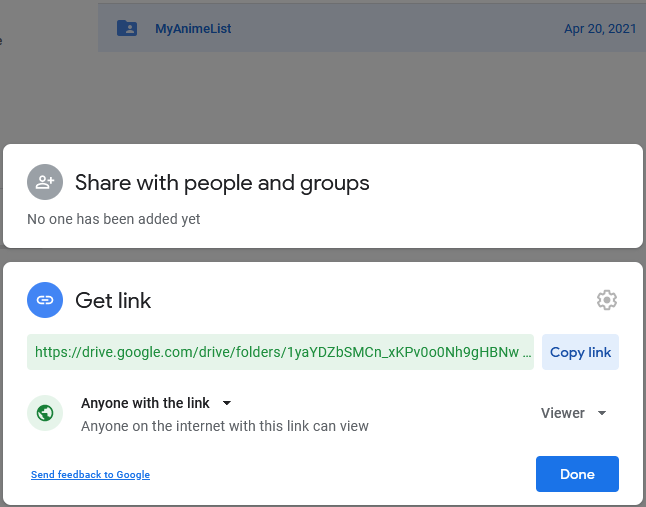 MyAnimeList Apr 20, 2021
e
Share with people and groups
No one has been added yet
Get link
https://drive.google.com/drive/folders/1yaYDZbSMCn_xKPv0o0Nh9gHBNw ... Copy link
Anyone with the link
Anyone on the internet with this link can view
Viewer
Send feedback to Google
Done